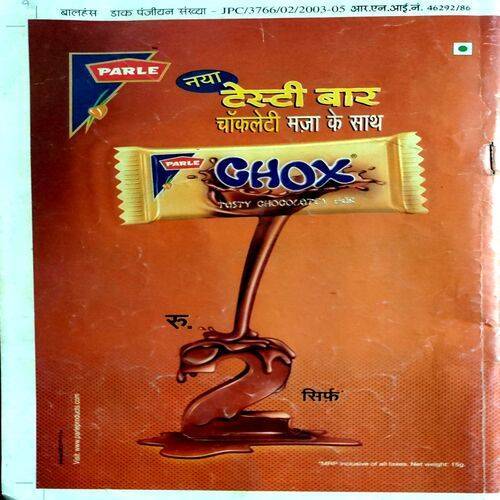 बालहंस डाक पंजीयन संख्या - JPC/3766/02/2003-05 आर.एन.आई.नं. 46292/86
PARLE
नया
टेस्टी बार
चॉकलेटी मज़ा के साथ
PARLE
CHOX
TASTY CHOCOLATEY BAR
रु.
2
सिर्फ़
Visit www.parleproducts.com
*MRP inclusive of all taxes. Net weight: 15g.